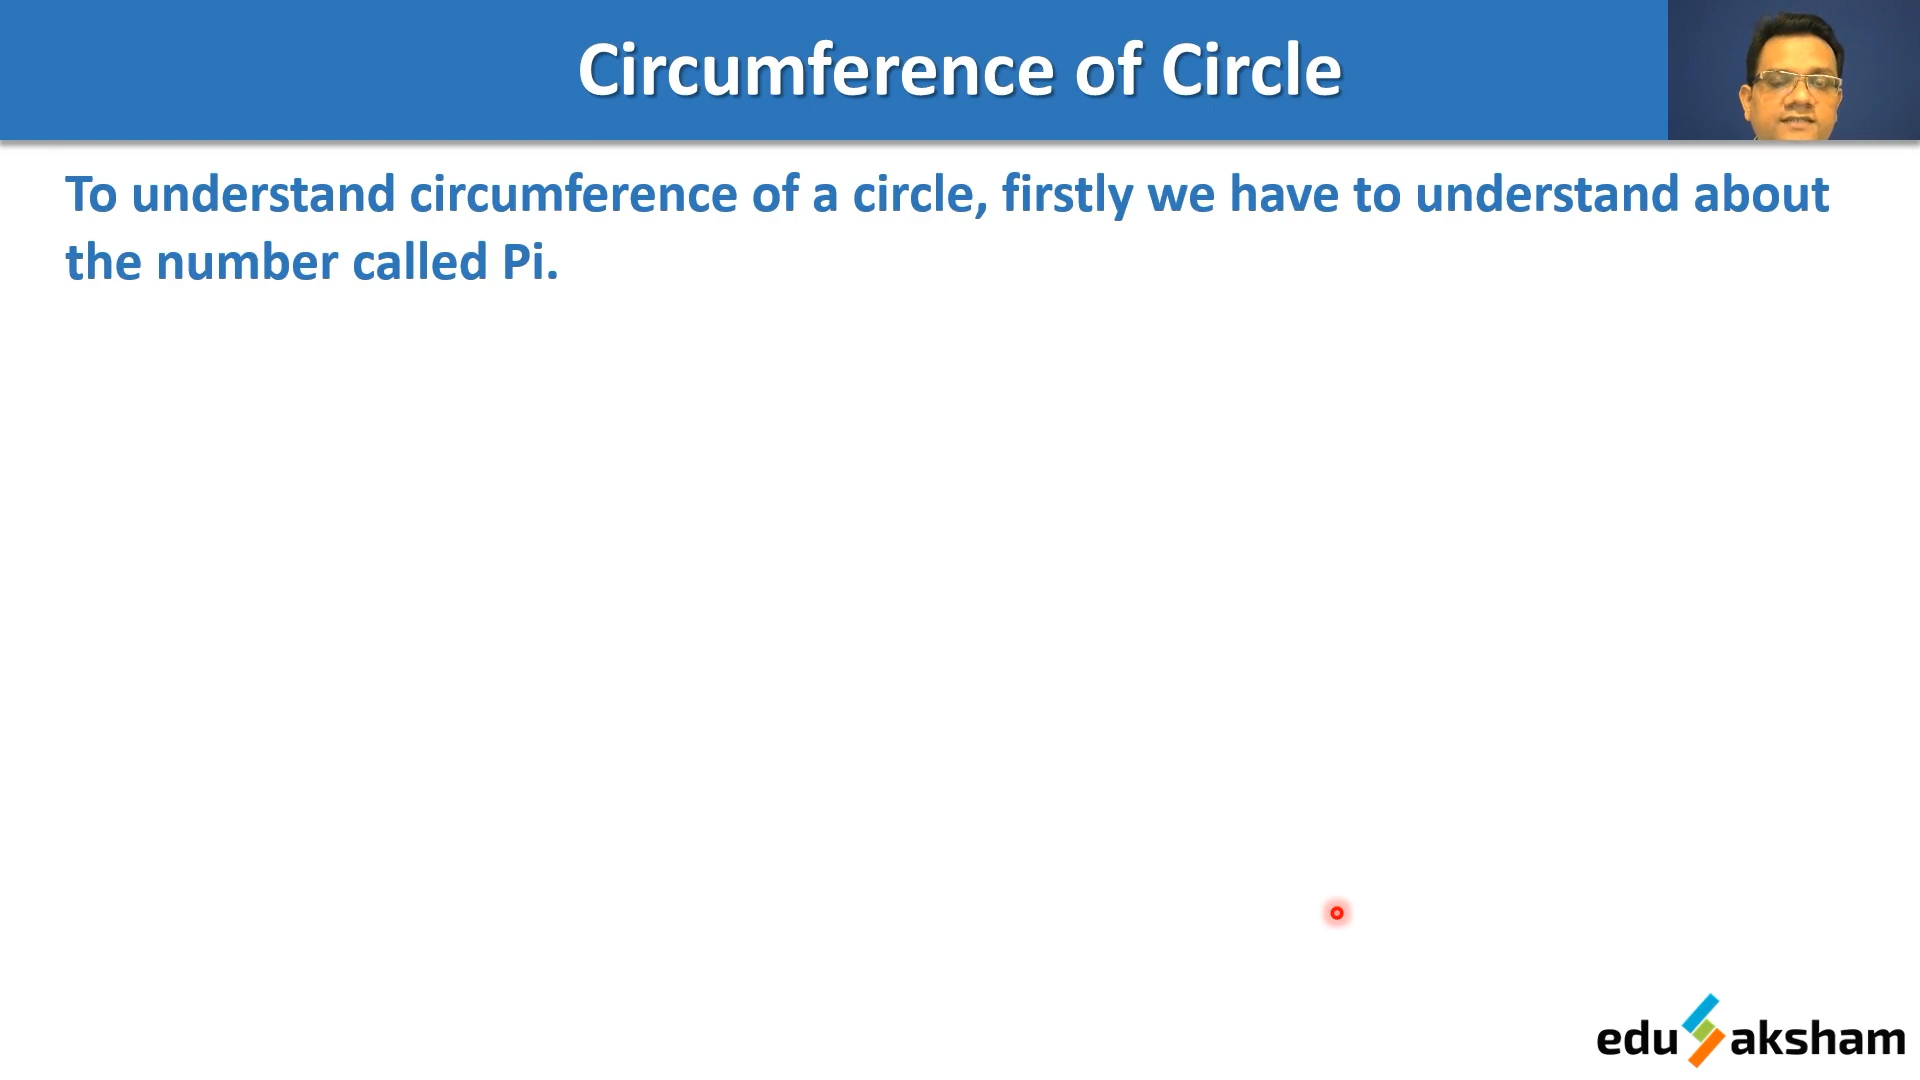 Circumference of Circle
To understand circumference of a circle, firstly we have to understand about
the number called Pi.
edu aksham